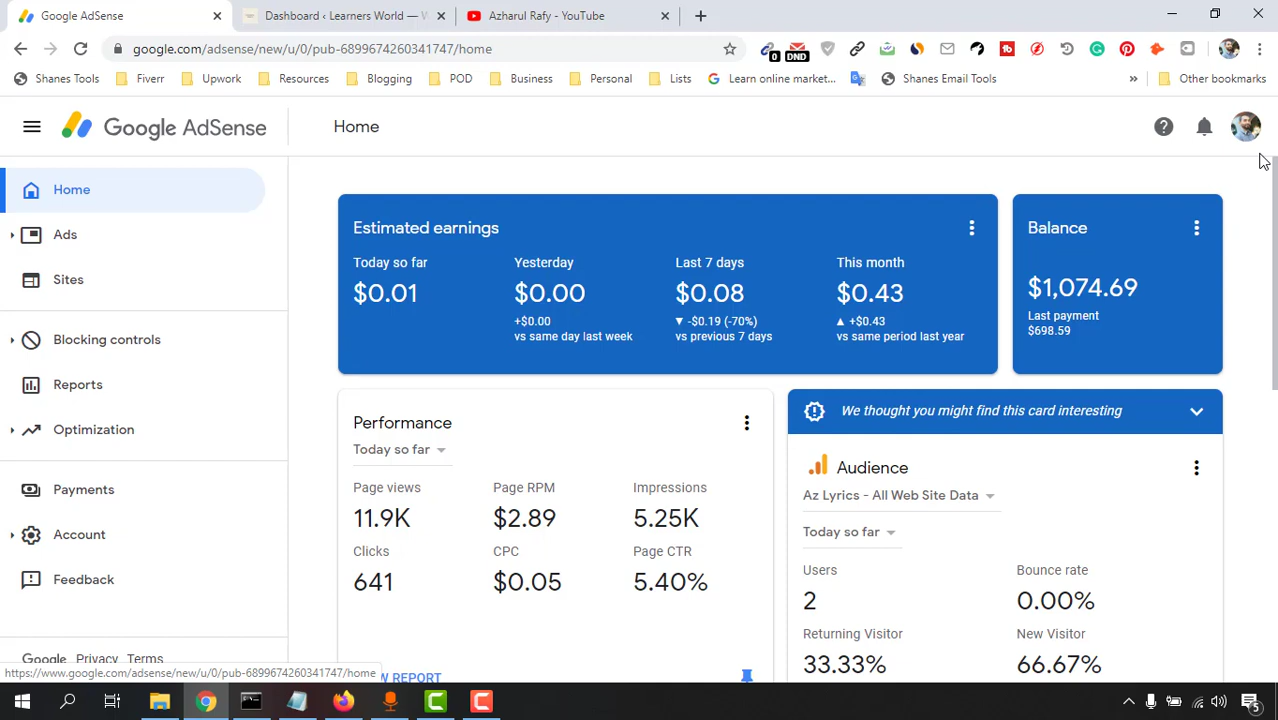 Google AdSense
Dashboard ‹ Learners World — W
Azharul Rafy - YouTube
google.com/adsense/new/u/0/pub-6899674260341747/home
0
DND
Shanes Tools
Fiverr
Upwork
Resources
Blogging
POD
Business
Personal
Lists
Learn online market...
Shanes Email Tools
»
Other bookmarks
Google AdSense
Home
Home
Ads
Sites
Blocking controls
Reports
Optimization
Payments
Account
Feedback
Google Privacy Terms
https://www.google.com/adsense/new/u/0/pub-6899674260341747/home
Estimated earnings
Today so far
$0.01
Yesterday
$0.00
+$0.00
vs same day last week
Last 7 days
$0.08
-$0.19 (-70%)
vs previous 7 days
This month
$0.43
+$0.43
vs same period last year
Balance
$1,074.69
Last payment
$698.59
Performance
Today so far
Page views
Page RPM
Impressions
11.9K
$2.89
5.25K
Clicks
CPC
Page CTR
641
$0.05
5.40%
W REPORT
We thought you might find this card interesting
Audience
Az Lyrics - All Web Site Data
Today so far
Users
Bounce rate
2
0.00%
Returning Visitor
New Visitor
33.33%
66.67%
5